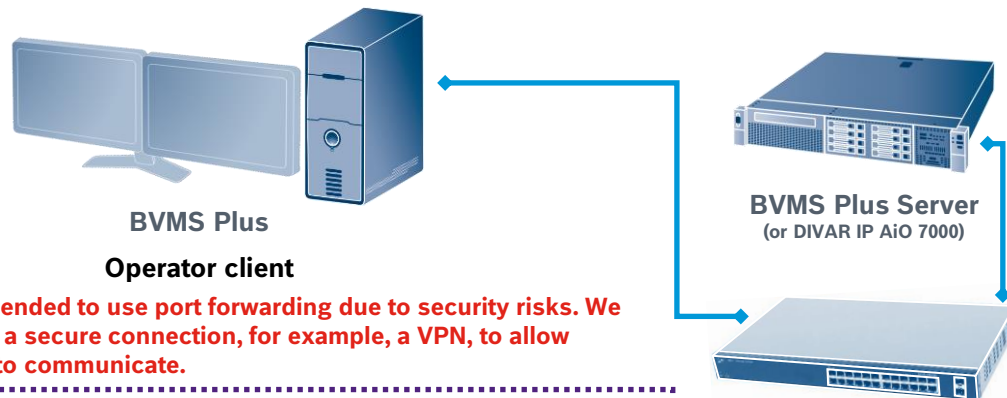 BVMS Plus
Operator client
BVMS Plus Server
(or DIVAR IP AiO 7000)
ended to use port forwarding due to security risks. We
a secure connection, for example, a VPN, to allow
to communicate.